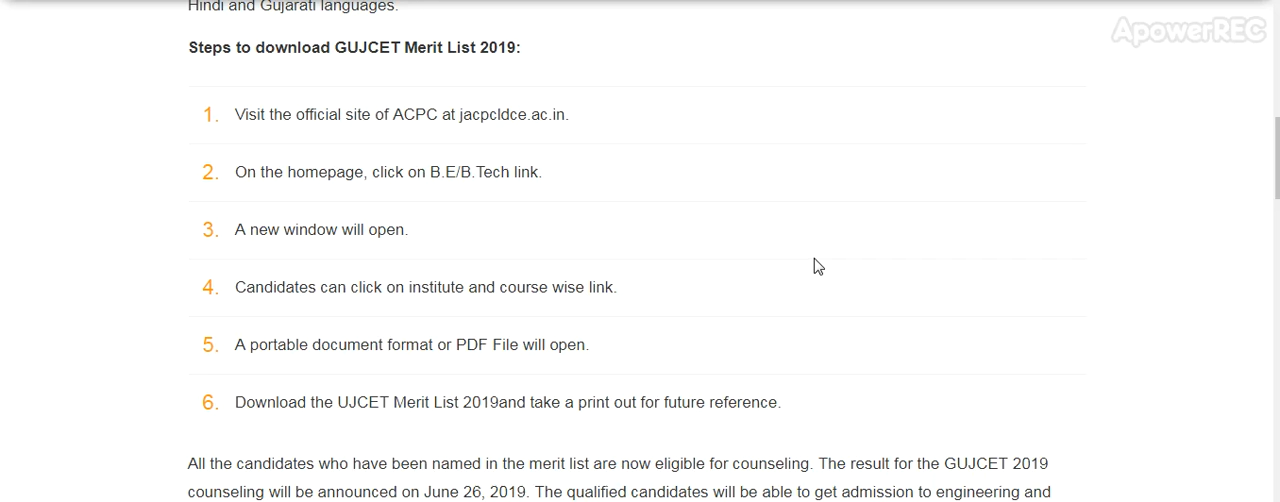 Hindi and Gujarati languages.
ApowerREC
Steps to download GUJCET Merit List 2019:
1. Visit the official site of ACPC at jacpcldce.ac.in.
2. On the homepage, click on B.E/B.Tech link.
3. A new window will open.
4. Candidates can click on institute and course wise link.
5. A portable document format or PDF File will open.
6. Download the UJCET Merit List 2019and take a print out for future reference.
All the candidates who have been named in the merit list are now eligible for counseling. The result for the GUJCET 2019
counseling will be announced on June 26, 2019. The qualified candidates will be able to get admission to engineering and